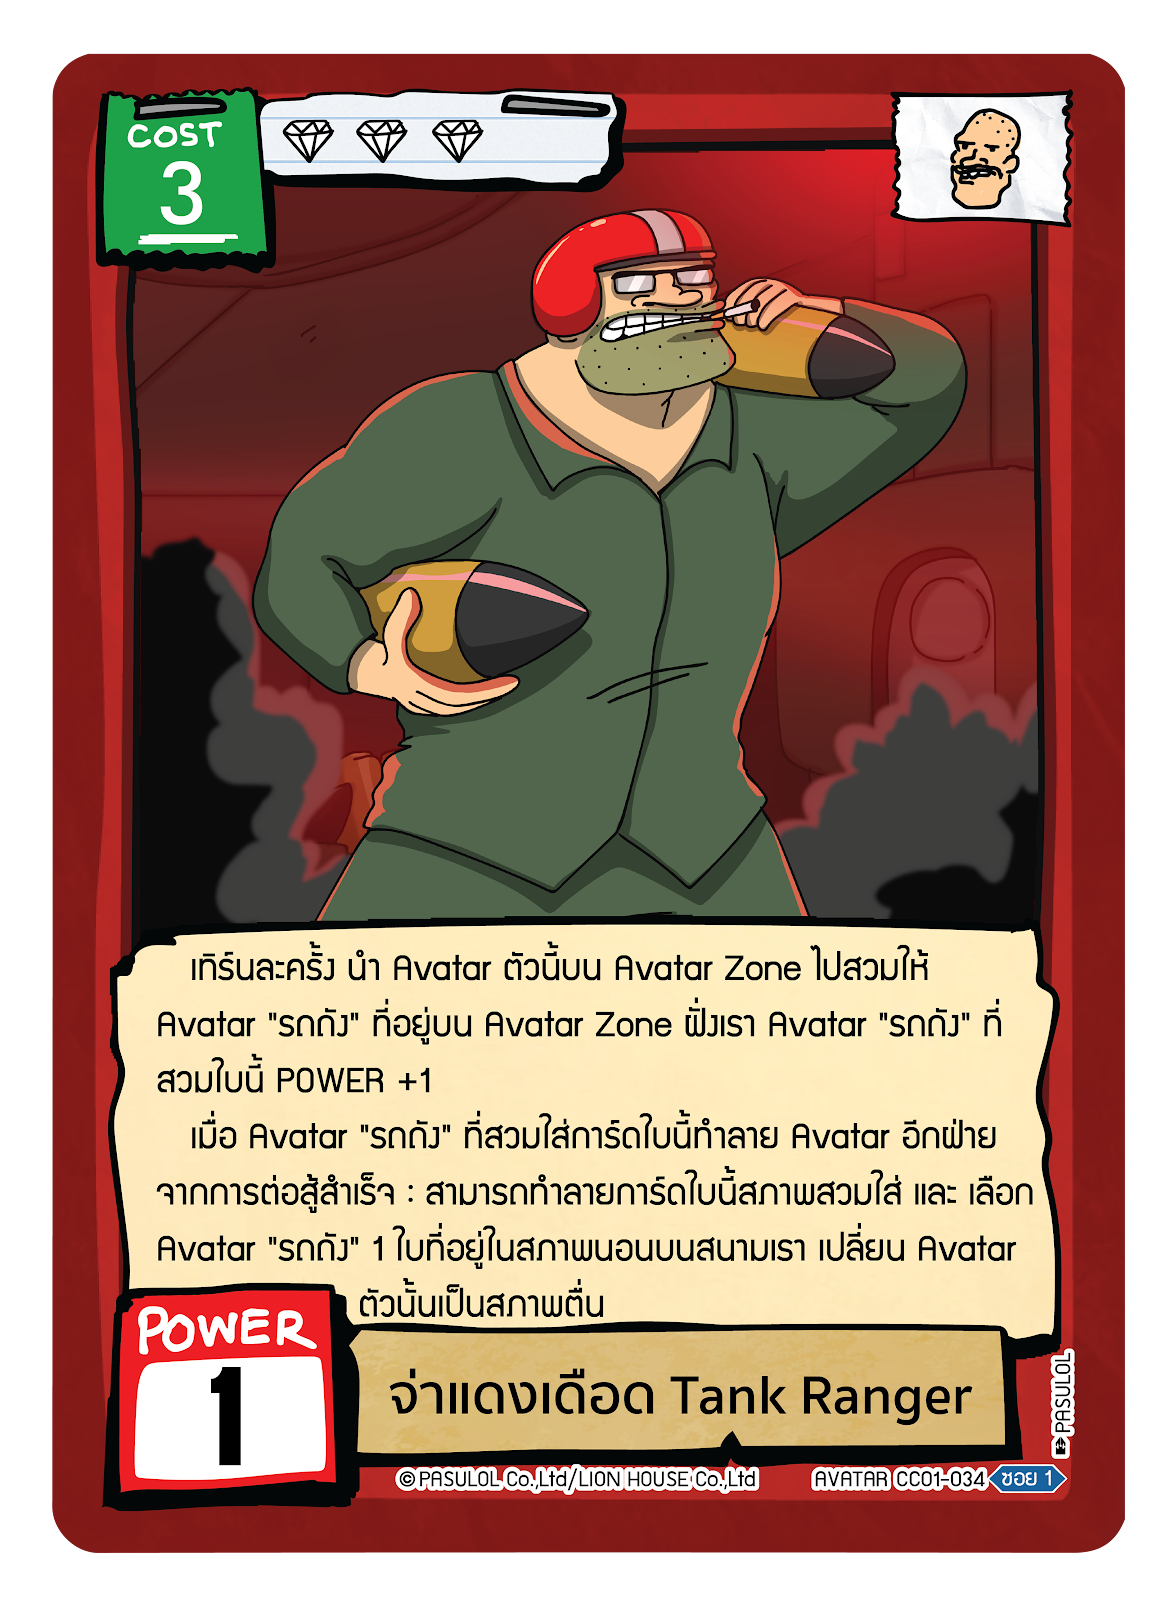 COST
3
เทิร์นละครั้ง นำ Avatar ตัวนี้บน Avatar Zone ไปสวมให้
Avatar "รถถัง" ที่อยู่บน Avatar Zone ฝั่งเรา Avatar "รถถัง" ที่
สวมใบนี้ POWER +1
เมื่อ Avatar "รถถัง" ที่สวมใส่การ์ดใบนี้ทำลาย Avatar อีกฝ่าย
จากการต่อสู้สำเร็จ : สามารถทำลายการ์ดใบนี้สภาพสวมใส่ และ เลือก
Avatar "รถถัง" 1 ใบที่อยู่ในสภาพนอนบนสนามเรา เปลี่ยน Avatar
ตัวนั้นเป็นสภาพตื่น
POWER
1
จ่าแดงเดือด Tank Ranger
PASULOL
© PASULOL Co.,Ltd/LION HOUSE Co.,Ltd
AVATAR CC01-034 ซอย 1